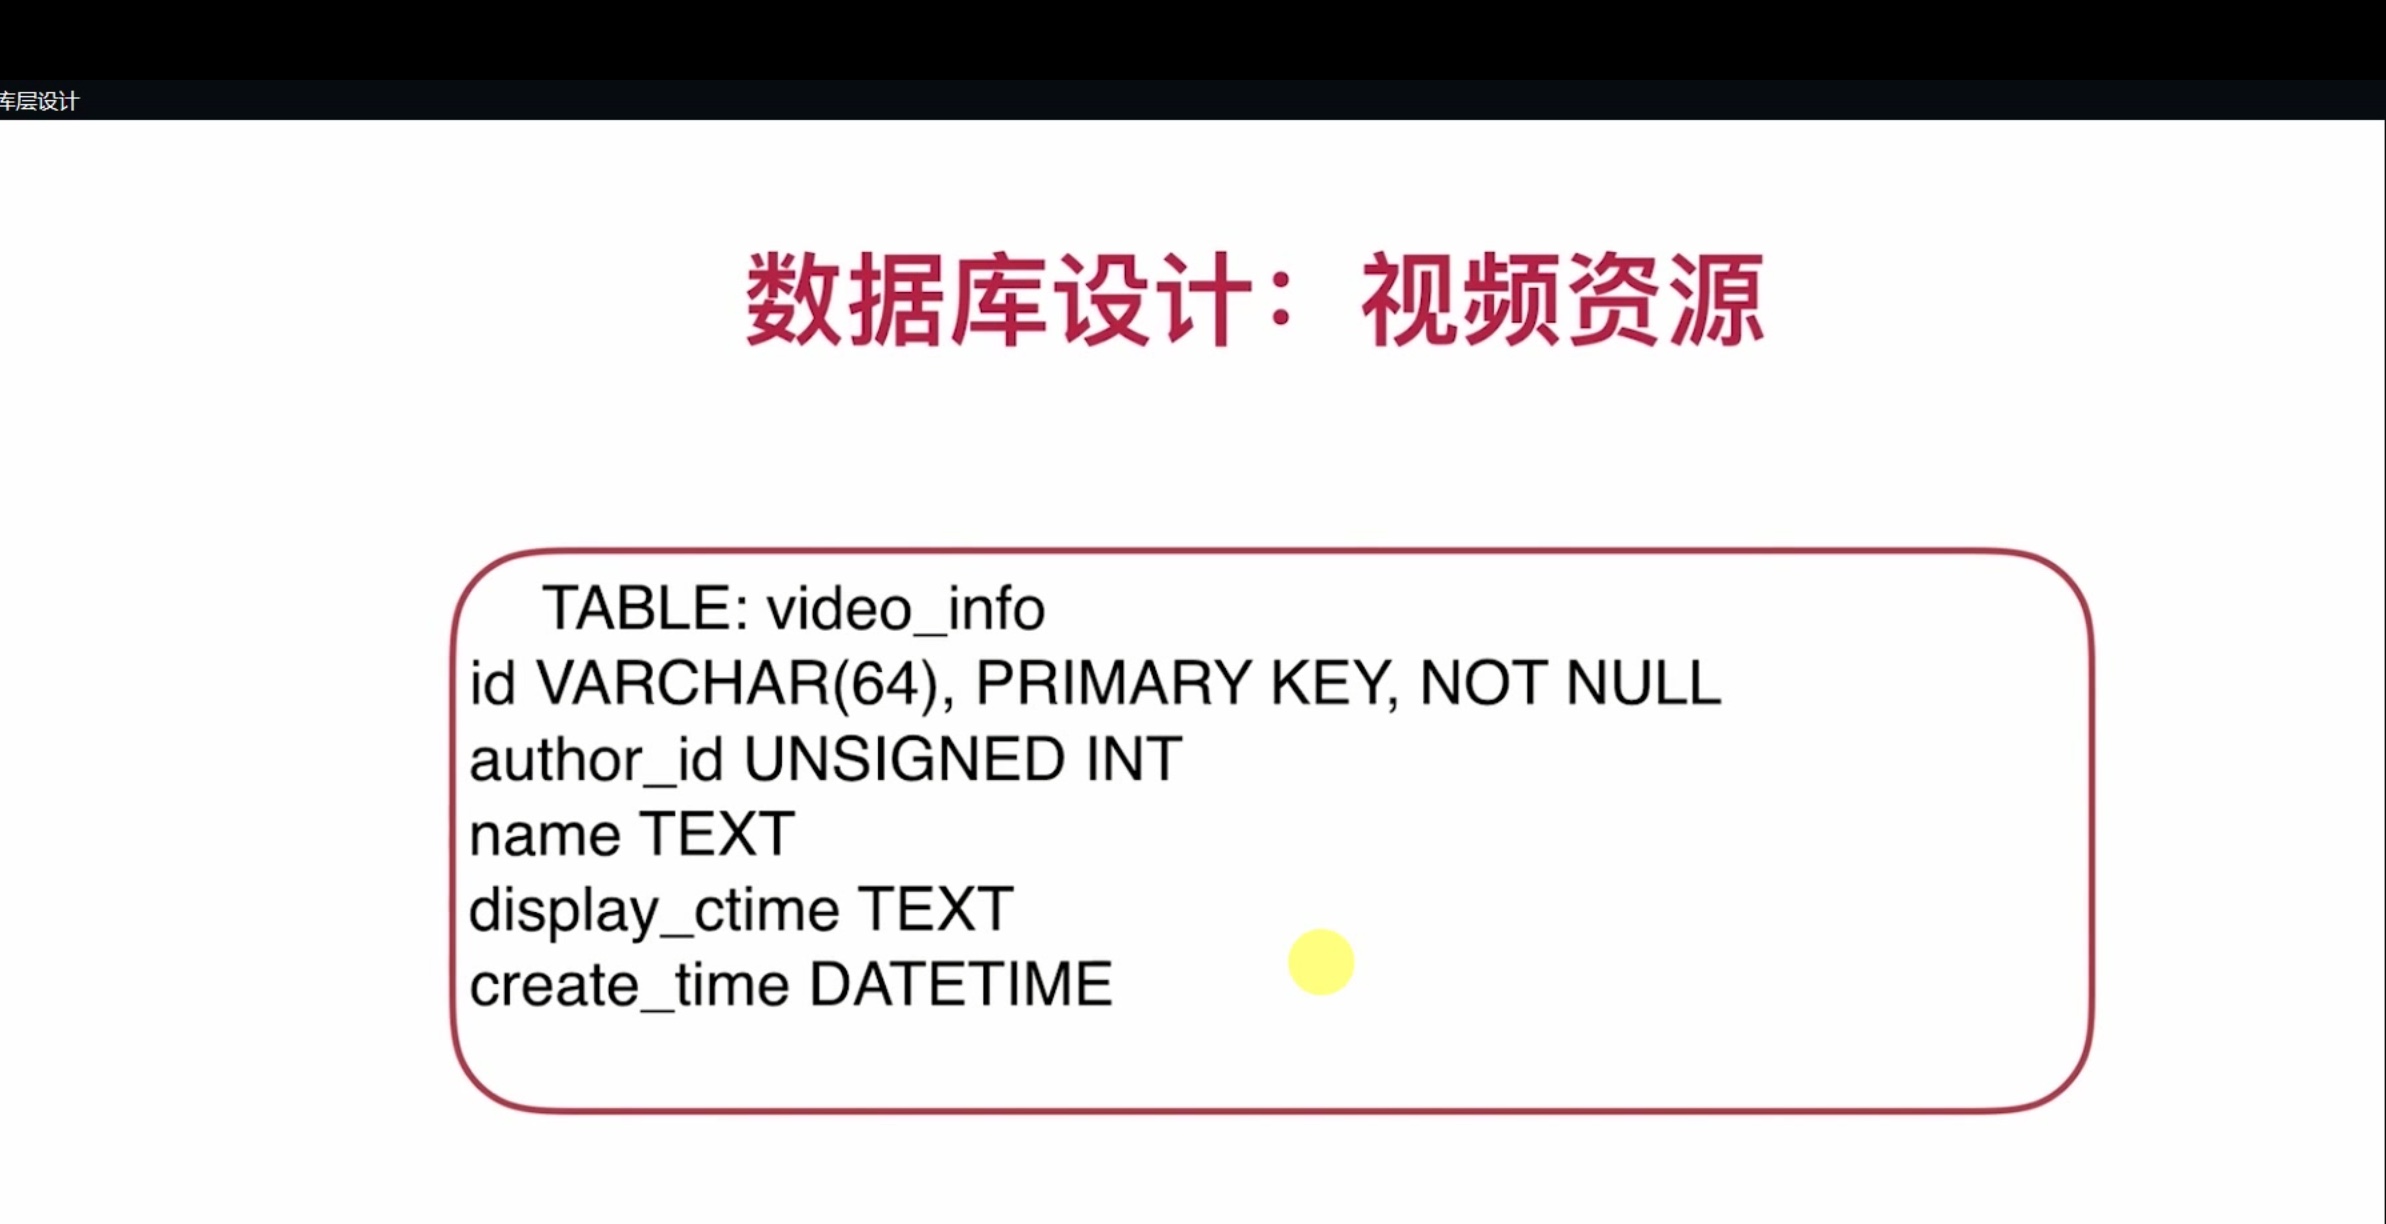 库层设计
数据库设计：视频资源
TABLE: video_info
id VARCHAR(64), PRIMARY KEY, NOT NULL
author_id UNSIGNED INT
name TEXT
display_ctime TEXT
create_time DATETIME